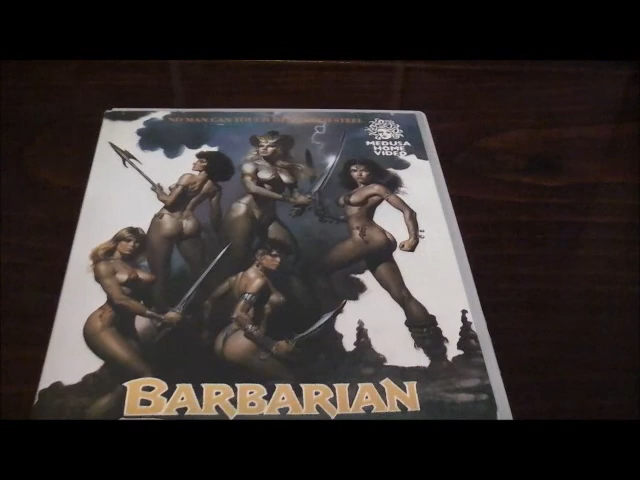 NO MAN CAN TOUCH STEEL
MEDUSA
HOME
VIDEO
BARBARIAN